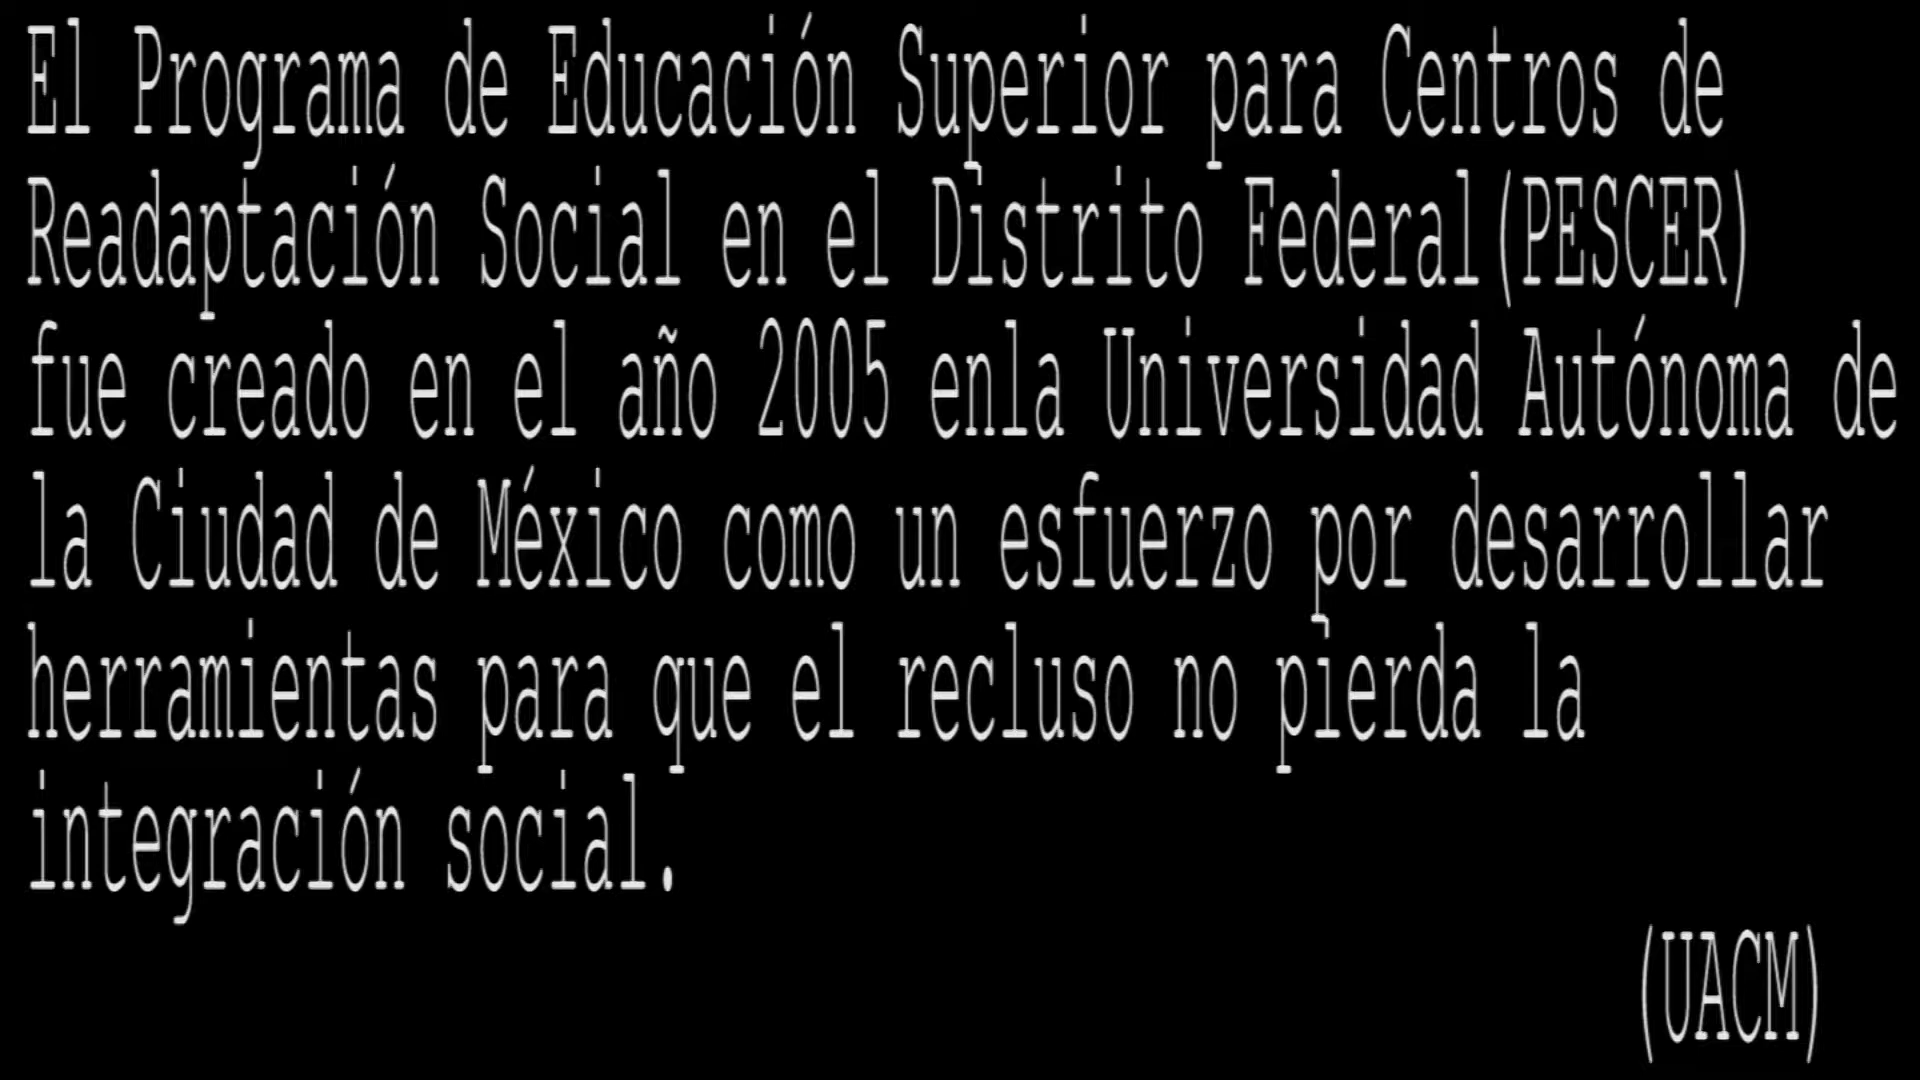 El Programa de Educación Superior para Centros de
Readaptación Social en el Distrito Federal(PESCER)
fue creado en el año 2005 enla Universidad Autónoma de
la Ciudad de México como un esfuerzo por desarrollar
herramientas para que el recluso no pierda la
integración social.
(UACM)